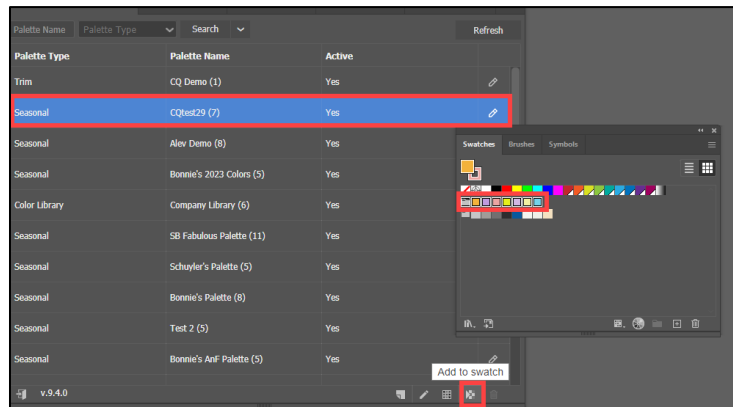 Palette Name Palette Type Search Refresh
Palette Type Palette Name Active
Trim CQ Demo (1) Yes
Seasonal CQtest29 (7) Yes
Seasonal Alev Demo (8) Yes
Seasonal Bonnie's 2023 Colors (5) Yes
Color Library Company Library (6) Yes
Seasonal SB Fabulous Palette (11) Yes
Seasonal Schuyler's Palette (5) Yes
Seasonal Bonnie's Palette (8) Yes
Seasonal Test 2 (5) Yes
Seasonal Bonnie's AnF Palette (5) Yes
Swatches Brushes Symbols
Add to swatch
v.9.4.0